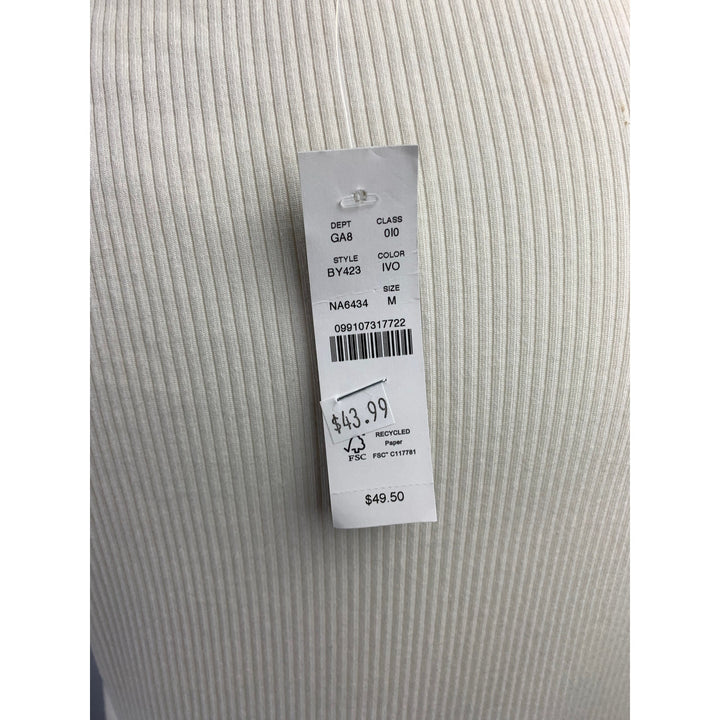 DEPT CLASS
GA8 010
STYLE COLOR
BY423 IVO
SIZE
NA6434 M
099107317722
$43.99
RECYCLED
Paper
FSC FSC® C117781
$49.50